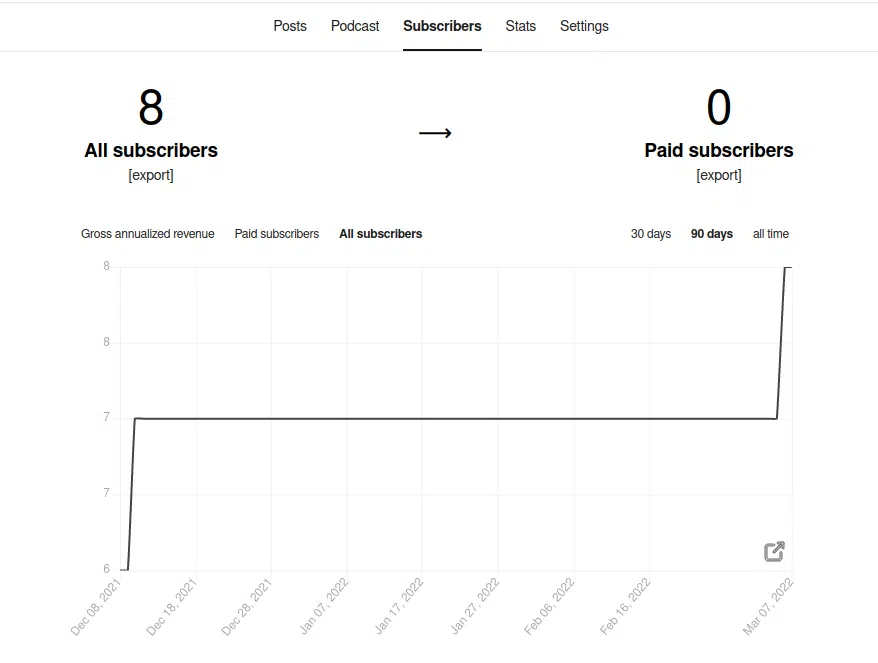 Posts Podcast Subscribers Stats Settings
8
All subscribers
[export]
⟶
0
Paid subscribers
[export]
Gross annualized revenue Paid subscribers All subscribers 30 days 90 days all time
8
8
7
7
6
Dec 08, 2021 Dec 18, 2021 Dec 28, 2021 Jan 07, 2022 Jan 17, 2022 Jan 27, 2022 Feb 06, 2022 Feb 16, 2022 Mar 07, 2022